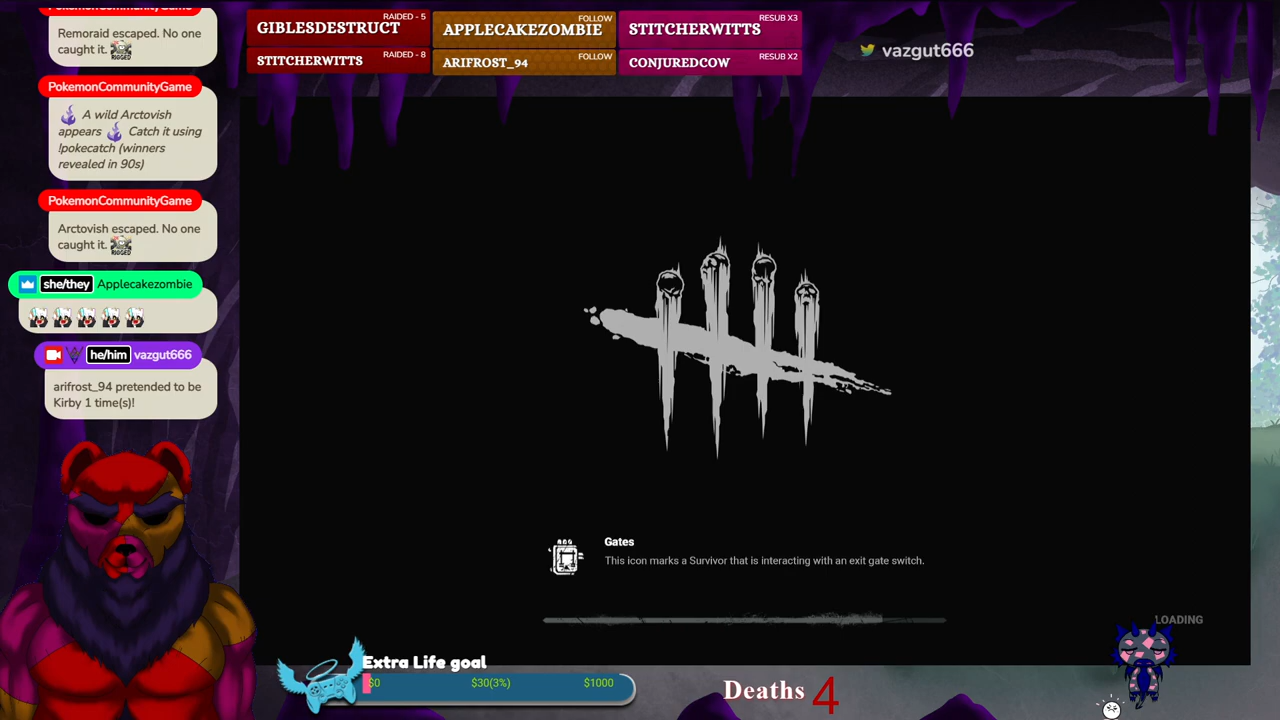 PokemonCommunityGame
Remoraid escaped. No one
caught it.
RIGGED
PokemonCommunityGame
A wild Arctovish
appears Catch it using
!pokecatch (winners
revealed in 90s)
PokemonCommunityGame
Arctovish escaped. No one
caught it.
RIGGED
she/they Applecakezombie
he/him vazgut666
arifrost_94 pretended to be
Kirby 1 time(s)!
RAIDED - 5
GIBLESDESTRUCT
FOLLOW
APPLECAKEZOMBIE
RESUB X3
STITCHERWITTS
RAIDED - 8
STITCHERWITTS
FOLLOW
ARIFROST_94
RESUB X2
CONJUREDCOW
vazgut666
Gates
This icon marks a Survivor that is interacting with an exit gate switch.
LOADING
Extra Life goal
$0 $30(3%) $1000
Deaths 4